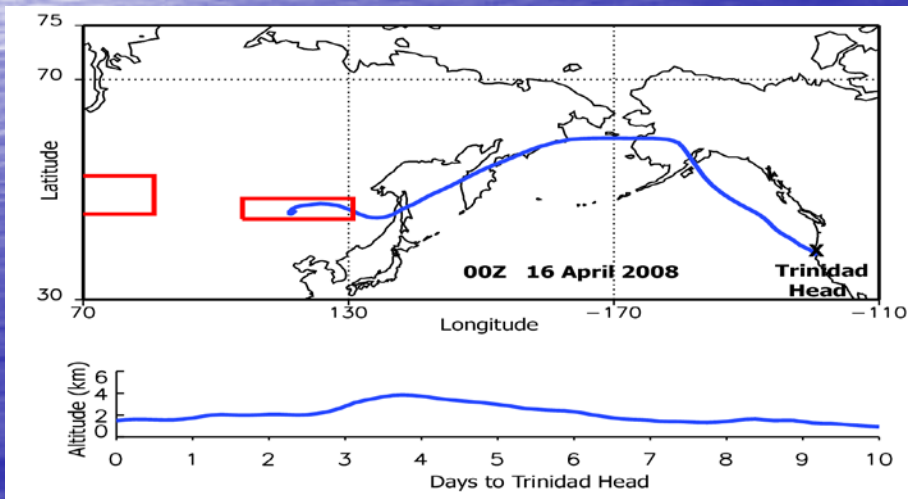 75
70
Latitude
00Z 16 April 2008
Trinidad
Head
30
70
130
-170
-110
Longitude
Altitude (km)
6
4
2
0
0 1 2 3 4 5 6 7 8 9 10
Days to Trinidad Head